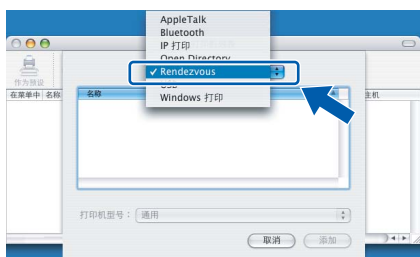 AppleTalk
Bluetooth
IP 打印
Open Directory
✓ Rendezvous
USB
Windows 打印
作为预设
在菜单中 名称
主机
名称
打印机型号： 通用
取消 添加